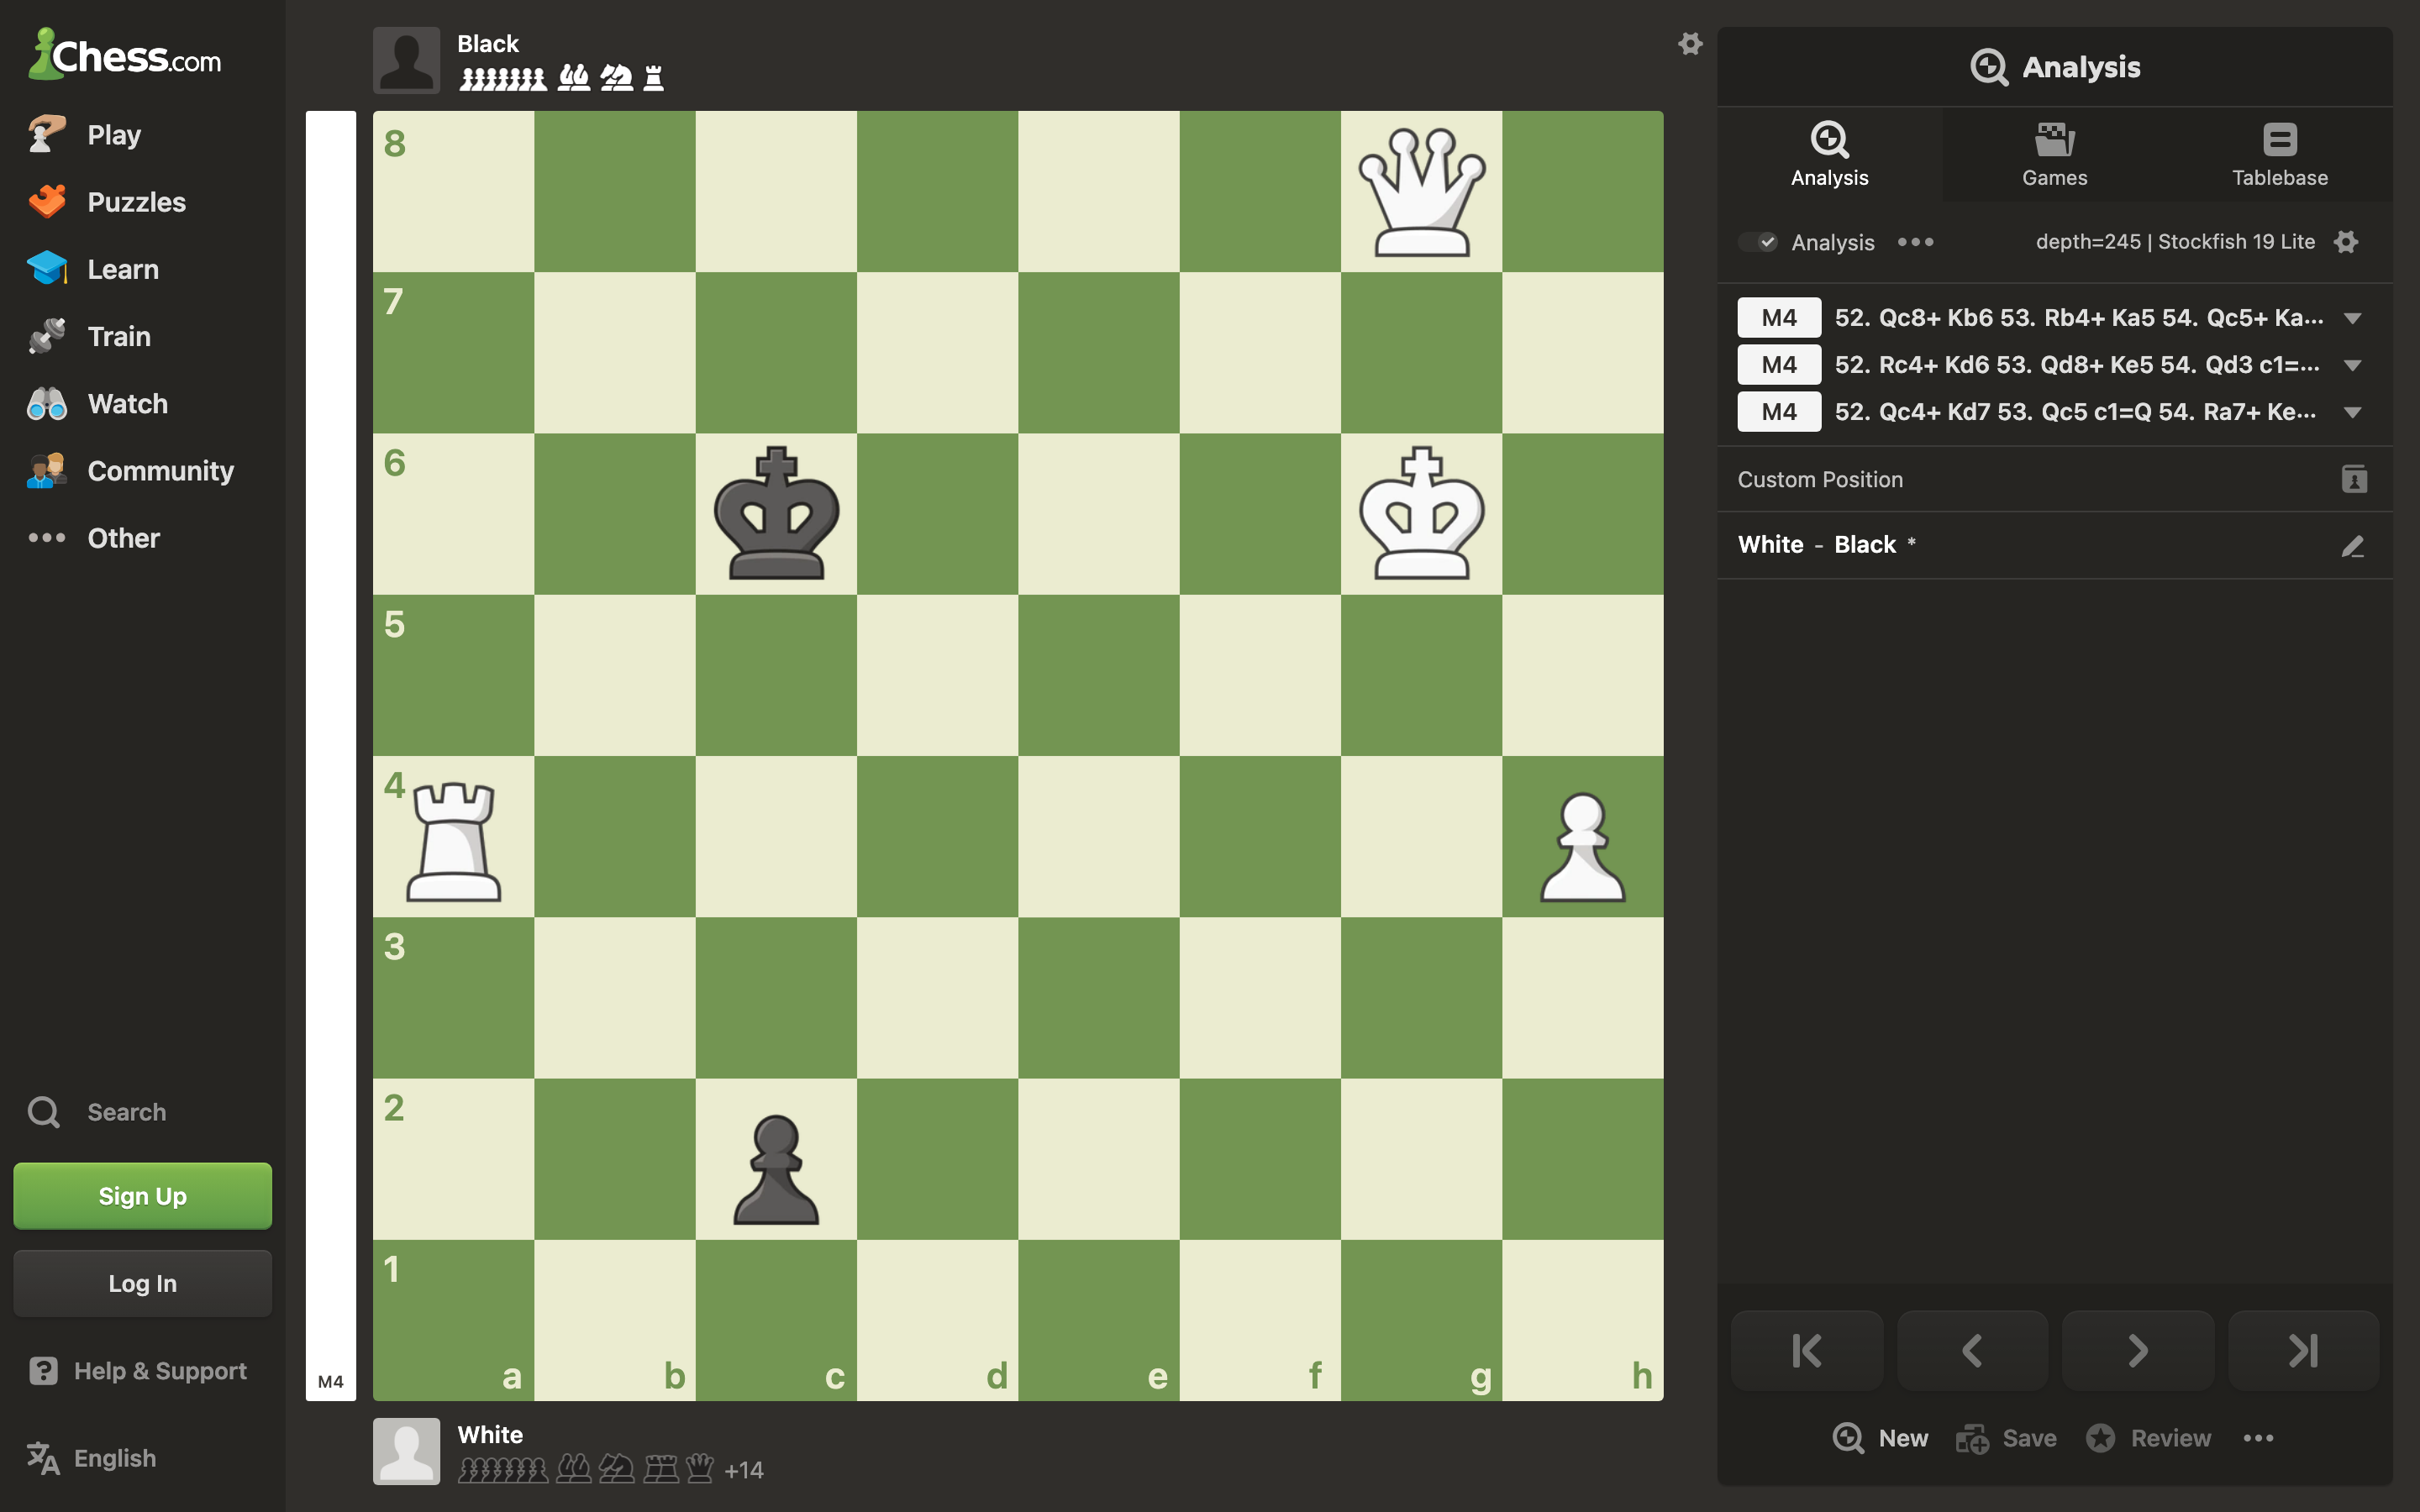 Chess.com
Play
Puzzles
Learn
Train
Watch
Community
Other
Search
Sign Up
Log In
Help & Support
English
Black
8
7
6
5
4
3
2
1
a b c d e f g h
M4
White
+14
Analysis
Analysis Games Tablebase
Analysis depth=245 | Stockfish 19 Lite
M4 52. Qc8+ Kb6 53. Rb4+ Ka5 54. Qc5+ Ka...
M4 52. Rc4+ Kd6 53. Qd8+ Ke5 54. Qd3 c1=...
M4 52. Qc4+ Kd7 53. Qc5 c1=Q 54. Ra7+ Ke...
Custom Position
White - Black *
New Save Review